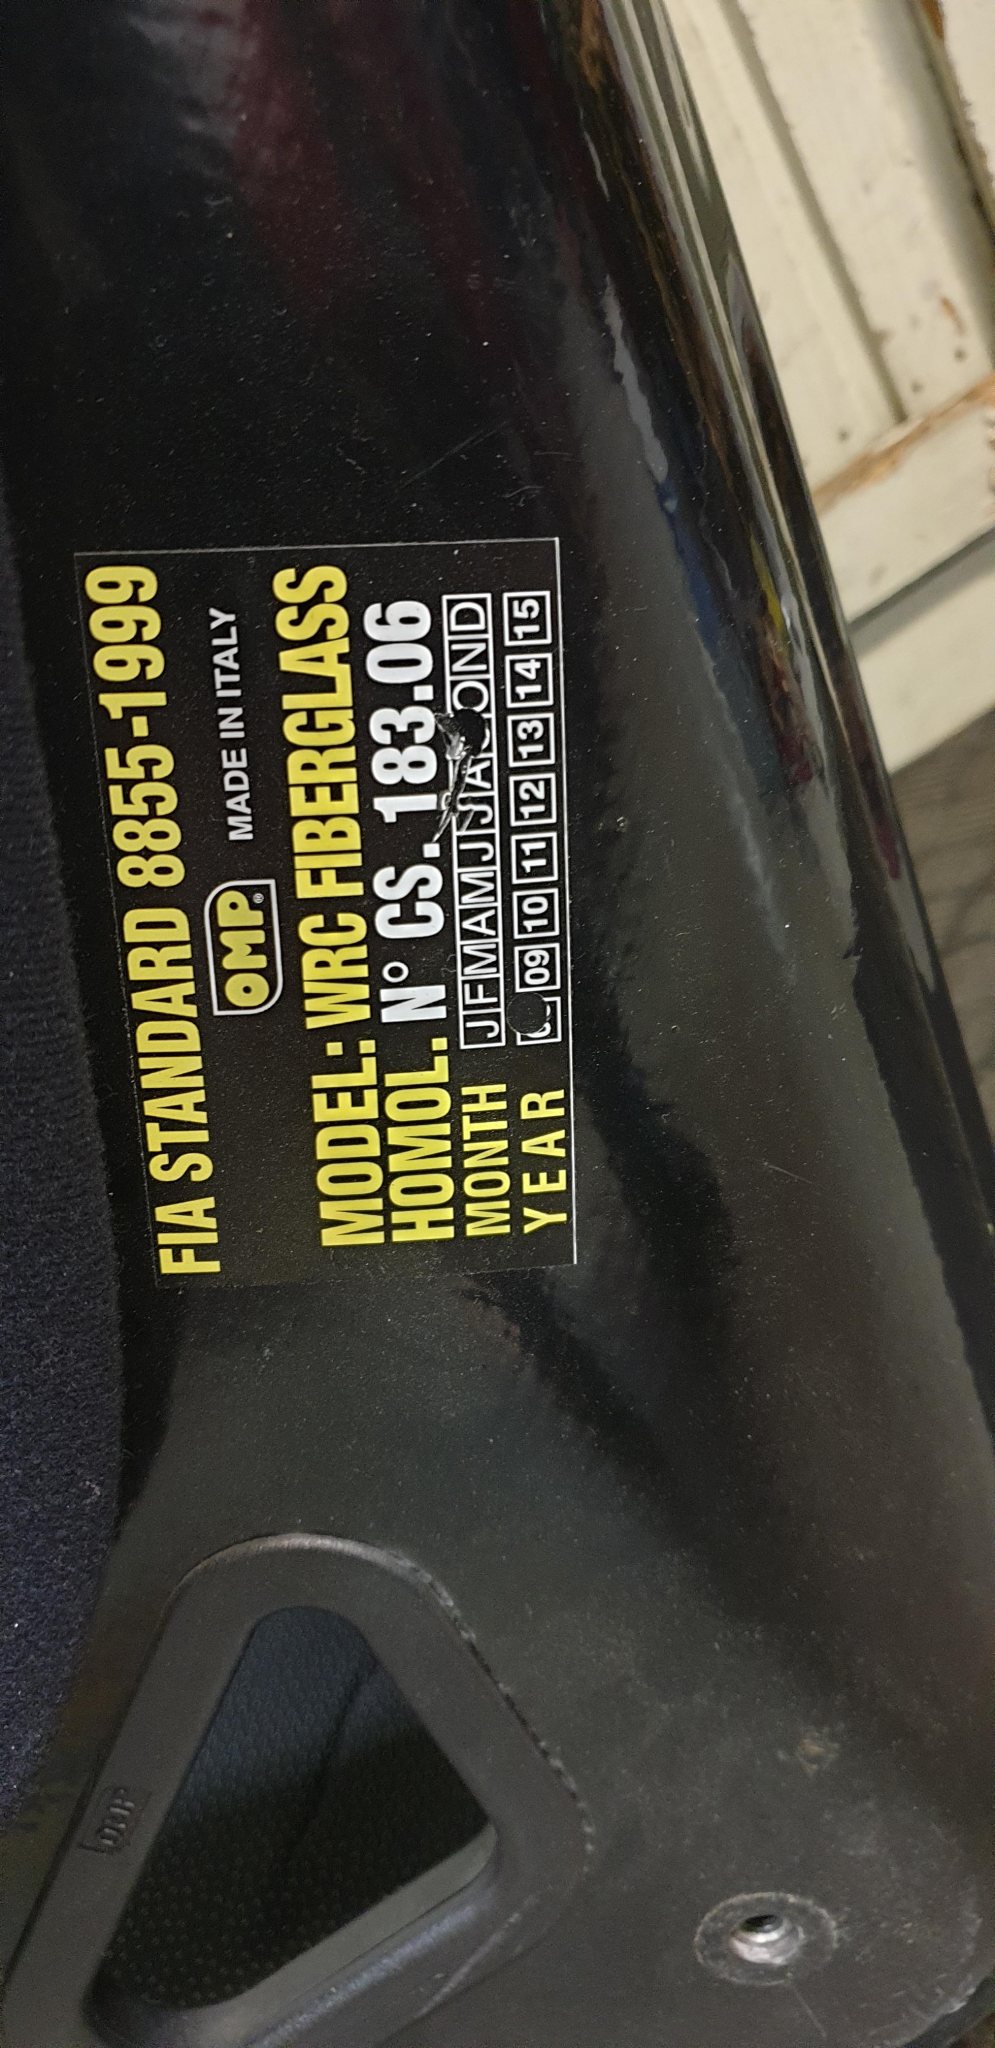 FIA STANDARD 8855-1999
OMP® MADE IN ITALY
MODEL: WRC FIBERGLASS
HOMOL. N° CS. 183.06
MONTH J F M A M J J A OND
YEAR 09 10 11 12 13 14 15
OMP